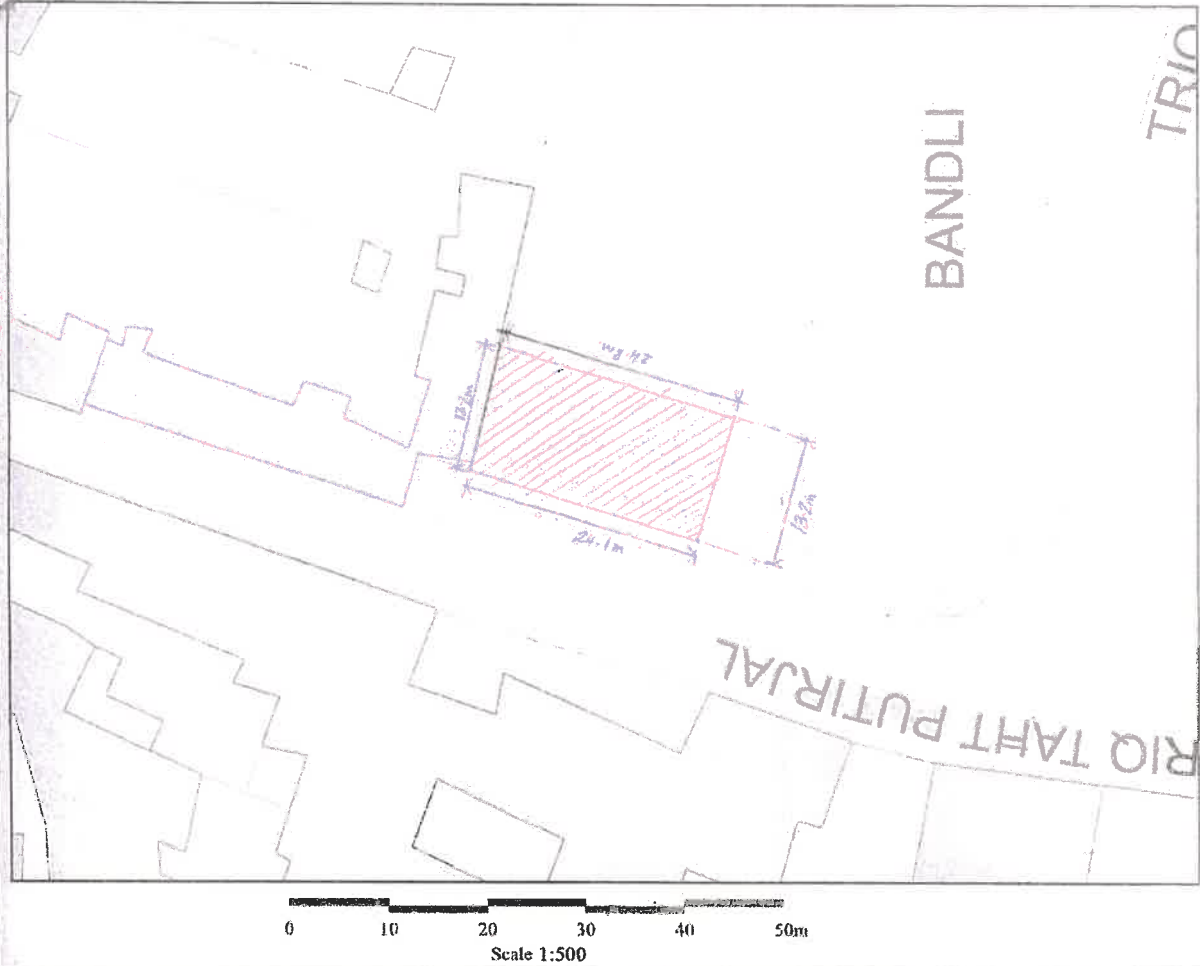 TRIQ
BANDLI
24.8m
13.2m
13.2m
24.1m
RIQ TAHT PUTIRJAL
0 10 20 30 40 50m
Scale 1:500